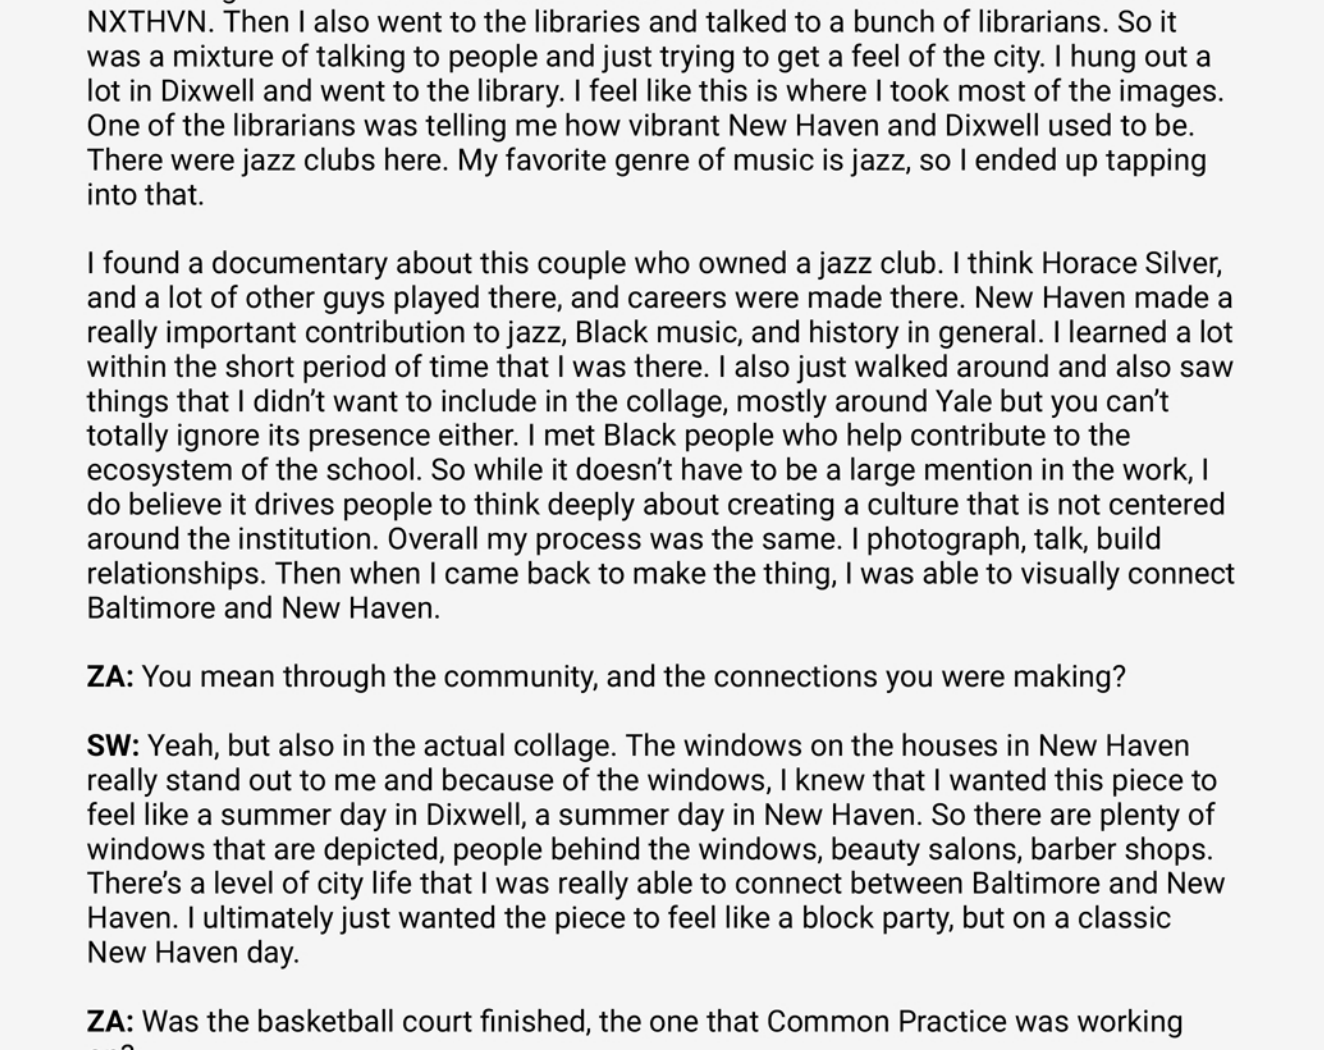 NXTHVN. Then I also went to the libraries and talked to a bunch of librarians. So it
was a mixture of talking to people and just trying to get a feel of the city. I hung out a
lot in Dixwell and went to the library. I feel like this is where I took most of the images.
One of the librarians was telling me how vibrant New Haven and Dixwell used to be.
There were jazz clubs here. My favorite genre of music is jazz, so I ended up tapping
into that.
I found a documentary about this couple who owned a jazz club. I think Horace Silver,
and a lot of other guys played there, and careers were made there. New Haven made a
really important contribution to jazz, Black music, and history in general. I learned a lot
within the short period of time that I was there. I also just walked around and also saw
things that I didn’t want to include in the collage, mostly around Yale but you can’t
totally ignore its presence either. I met Black people who help contribute to the
ecosystem of the school. So while it doesn’t have to be a large mention in the work, I
do believe it drives people to think deeply about creating a culture that is not centered
around the institution. Overall my process was the same. I photograph, talk, build
relationships. Then when I came back to make the thing, I was able to visually connect
Baltimore and New Haven.
ZA: You mean through the community, and the connections you were making?
SW: Yeah, but also in the actual collage. The windows on the houses in New Haven
really stand out to me and because of the windows, I knew that I wanted this piece to
feel like a summer day in Dixwell, a summer day in New Haven. So there are plenty of
windows that are depicted, people behind the windows, beauty salons, barber shops.
There’s a level of city life that I was really able to connect between Baltimore and New
Haven. I ultimately just wanted the piece to feel like a block party, but on a classic
New Haven day.
ZA: Was the basketball court finished, the one that Common Practice was working